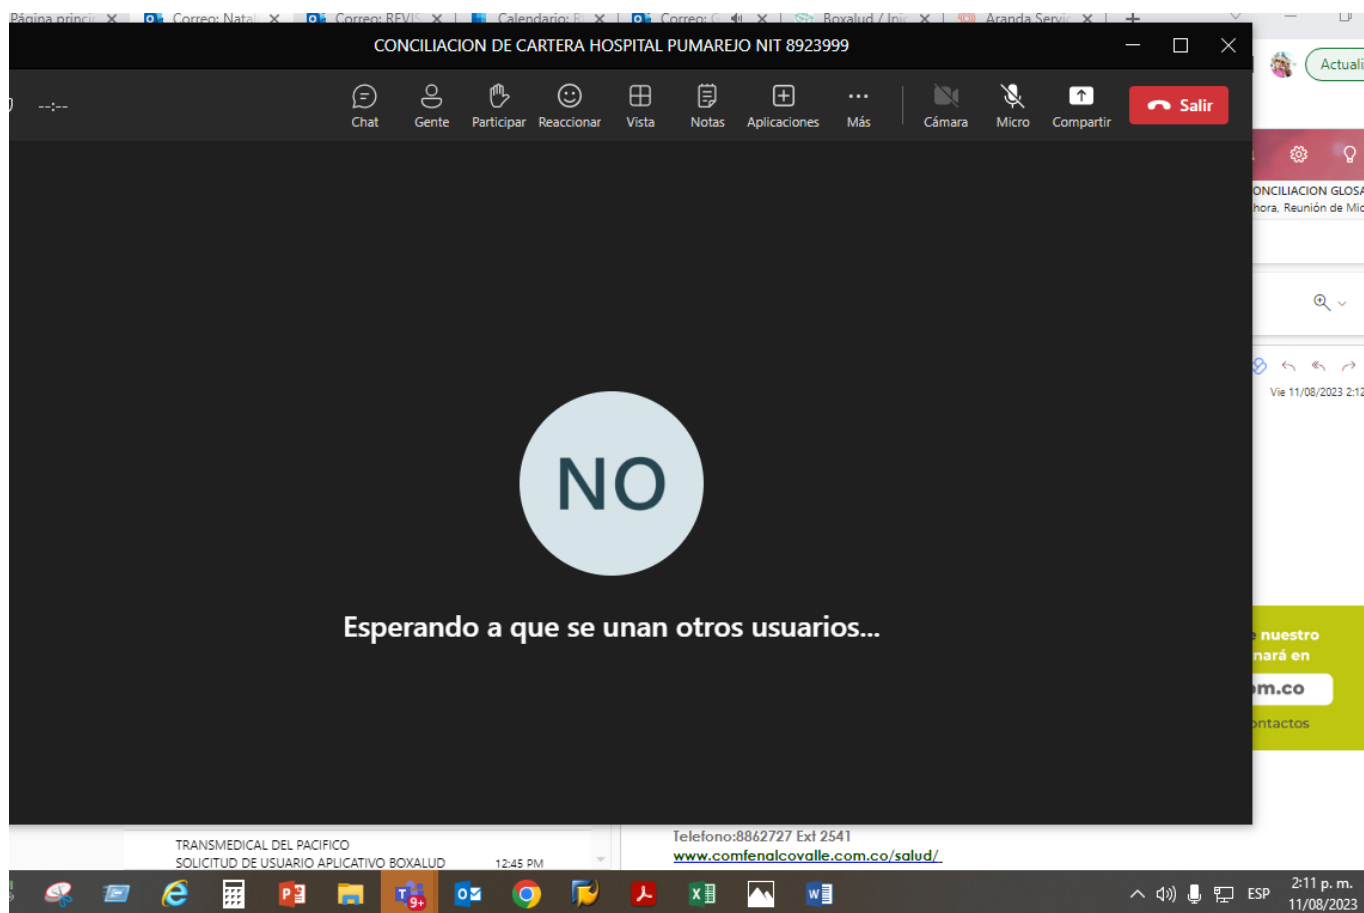 Página princi
Correo: Natal
Correo: REVIS
Calendario: R
Correo: G
Boxalud / Inic
Aranda Servic
CONCILIACION DE CARTERA HOSPITAL PUMAREJO NIT 8923999
Actuali
--:--
Chat
Gente
Participar
Reaccionar
Vista
Notas
Aplicaciones
Más
Cámara
Micro
Compartir
Salir
ONCILIACION GLOSA
hora, Reunión de Mic
Vie 11/08/2023 2:12
NO
Esperando a que se unan otros usuarios...
nuestro
nará en
om.co
ontactos
TRANSMEDICAL DEL PACIFICO
SOLICITUD DE USUARIO APLICATIVO BOXALUD 12:45 PM
Telefono:8862727 Ext 2541
www.comfenalcovalle.com.co/salud/
9+
ESP
2:11 p. m.
11/08/2023